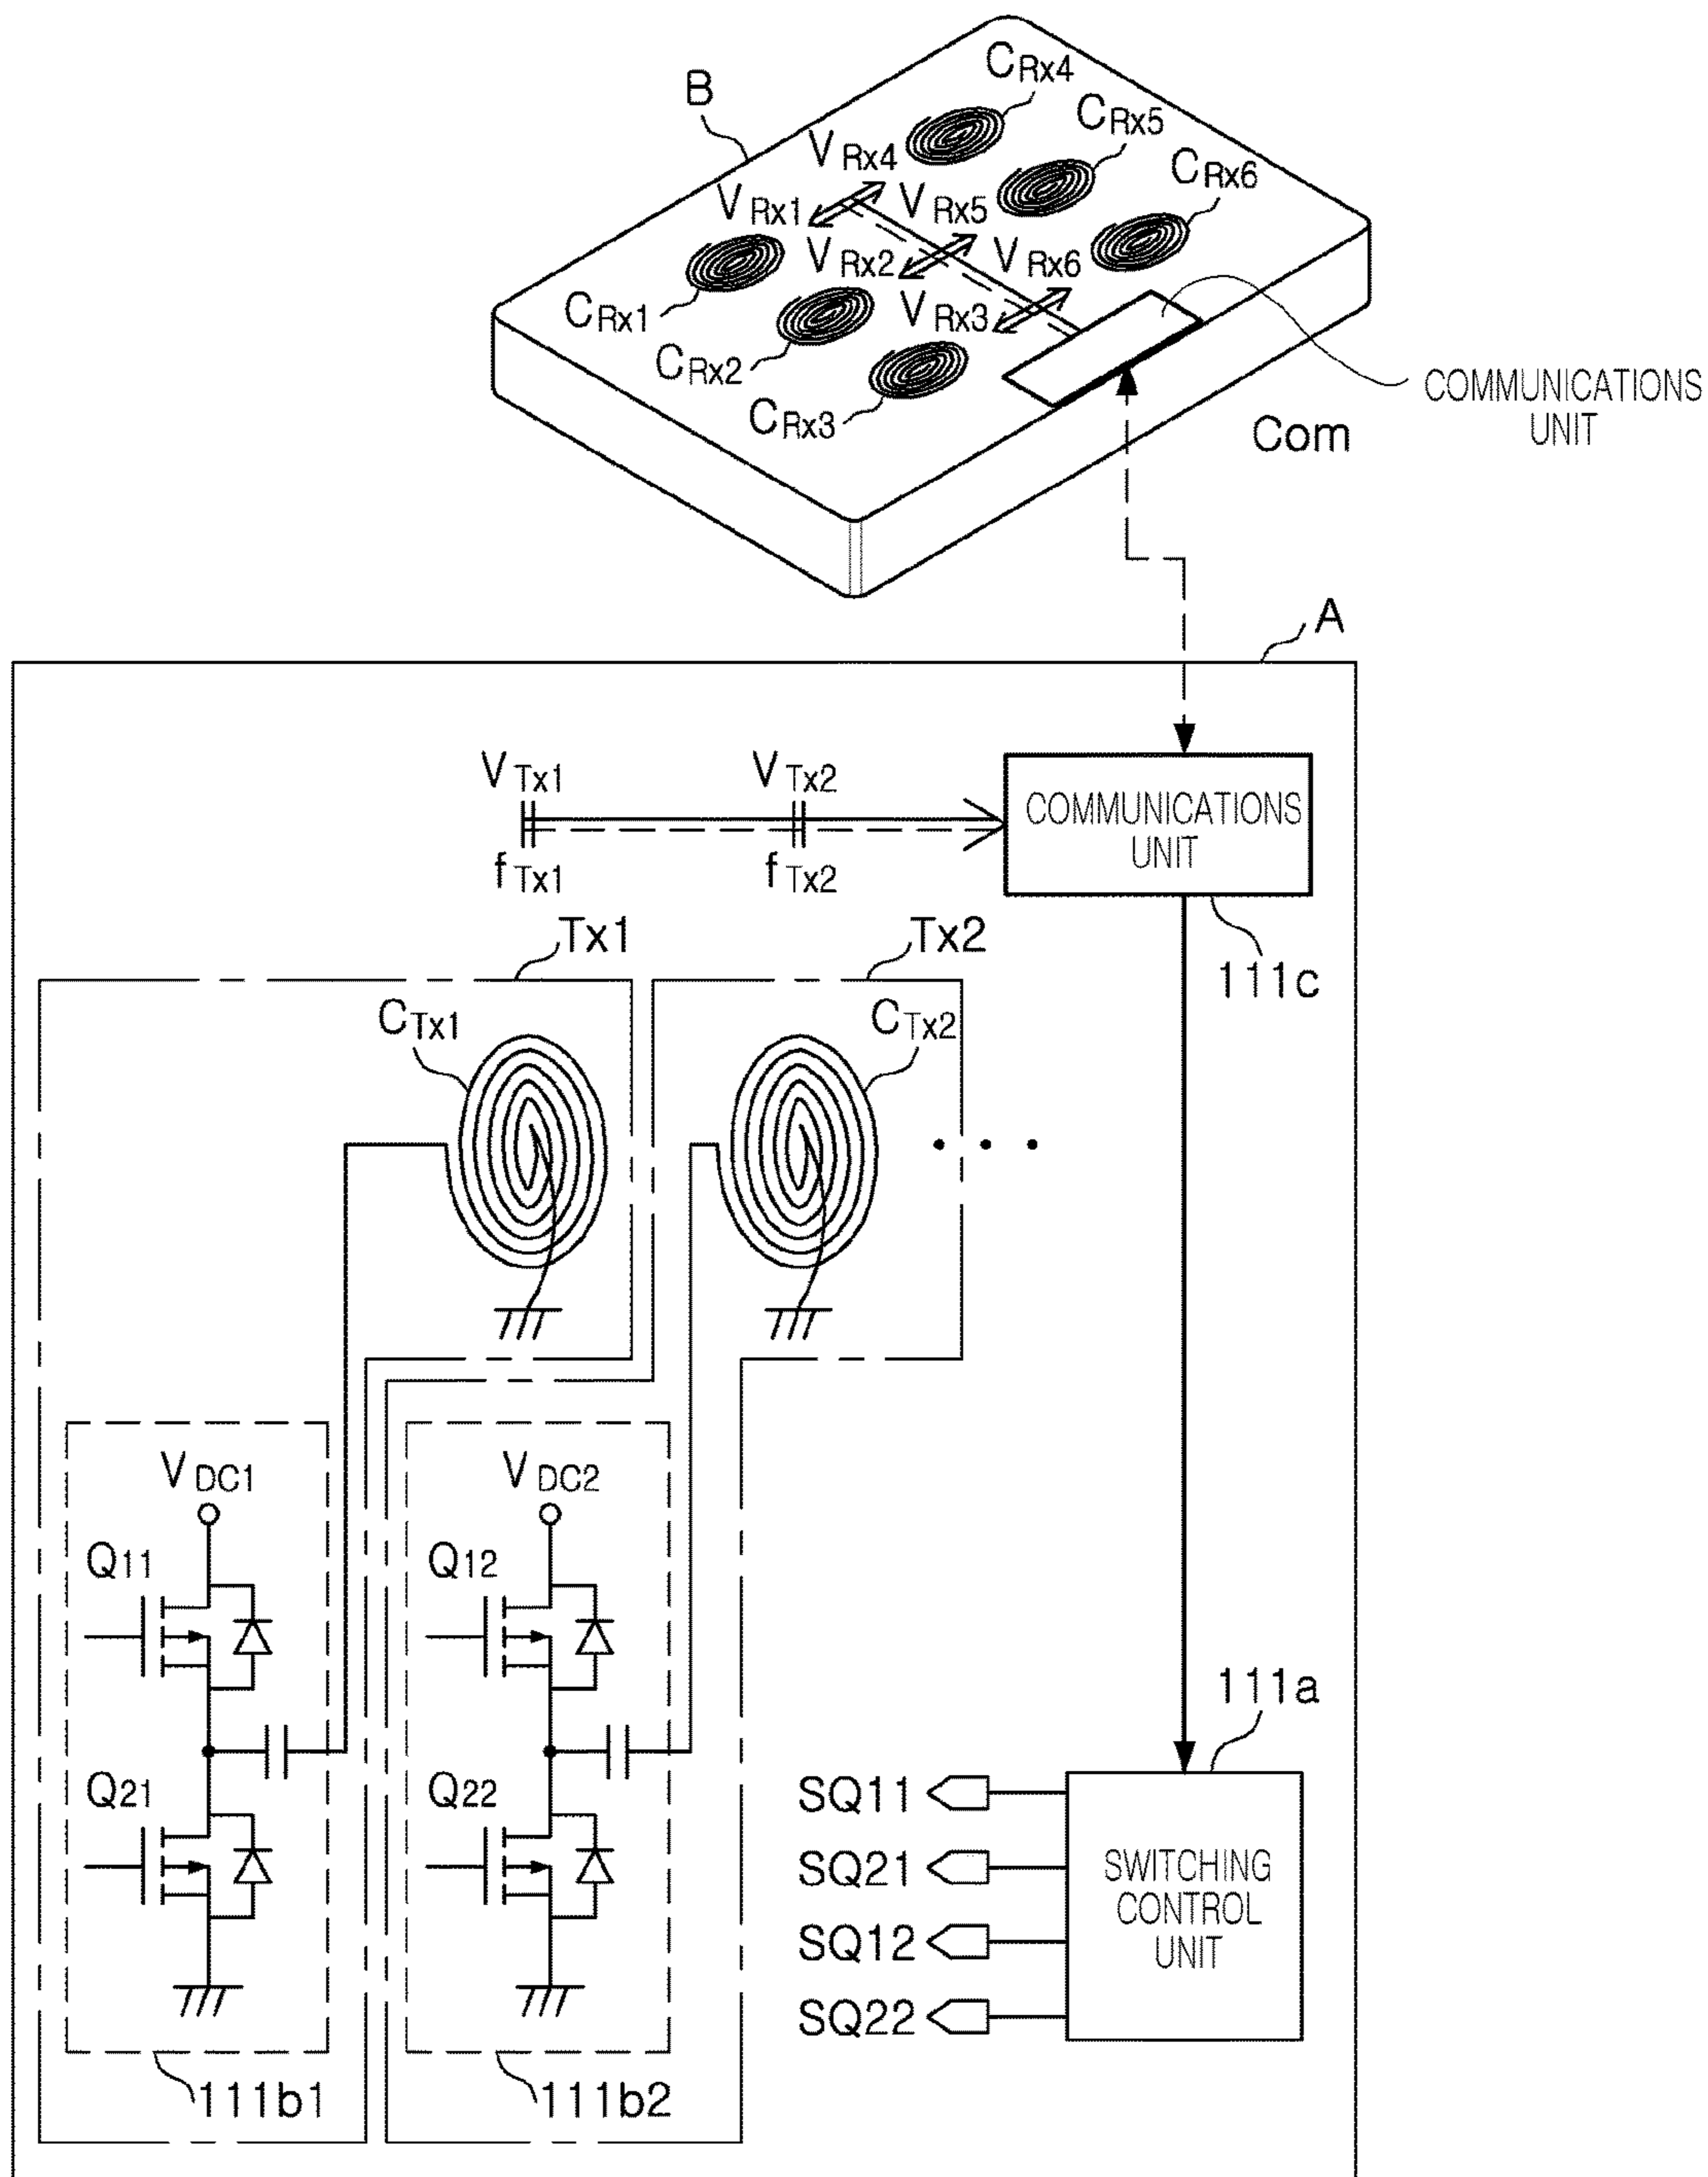 B
CRx4
CRx5
CRx6
VRx4
VRx1
VRx5
VRx2
VRx6
VRx3
CRx1
CRx2
CRx3
COMMUNICATIONS
UNIT
Com
A
VTx1
VTx2
fTx1
fTx2
COMMUNICATIONS
UNIT
111c
Tx1
Tx2
CTx1
CTx2
VDC1
VDC2
Q11
Q12
Q21
Q22
111b1
111b2
111a
SQ11
SQ21
SQ12
SQ22
SWITCHING
CONTROL
UNIT